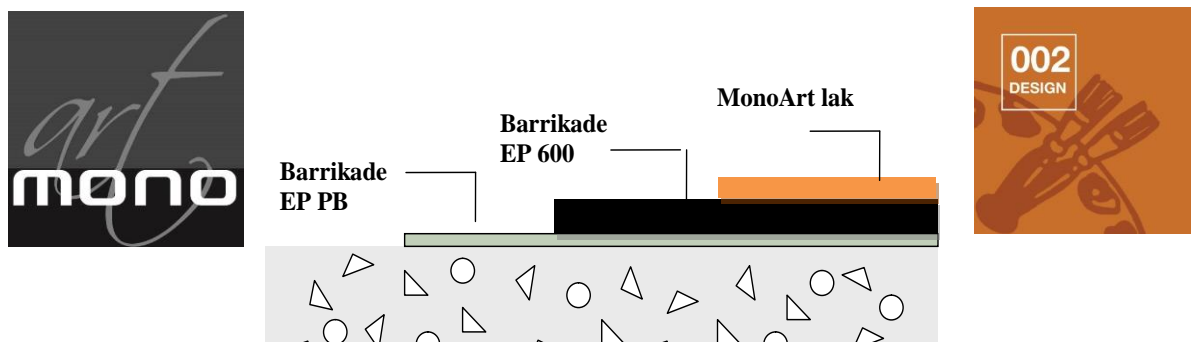 art
mono
Barrikade
EP PB
Barrikade
EP 600
MonoArt lak
002
DESIGN